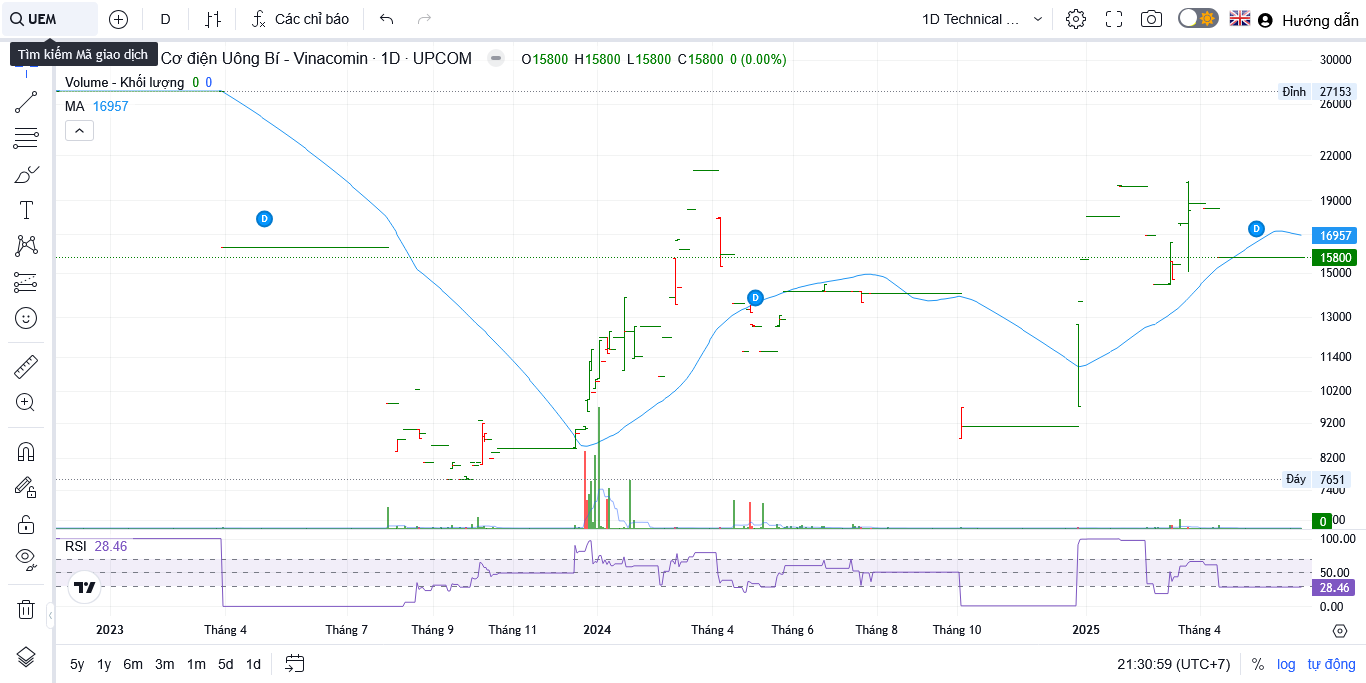 UEM
D
Các chỉ báo
1D Technical ...
Hướng dẫn
Tìm kiếm Mã giao dịch
Cơ điện Uông Bí - Vinacomin · 1D · UPCOM
O15800 H15800 L15800 C15800 0 (0.00%)
Volume - Khối lượng 0 0
MA 16957
30000
Đỉnh 27153
26000
22000
19000
D
D
16957
15800
15000
D
13000
11400
10200
9200
8200
Đáy 7651
7400
0
00
RSI 28.46
100.00
50.00
28.46
0.00
2023 Tháng 4 Tháng 7 Tháng 9 Tháng 11 2024 Tháng 4 Tháng 6 Tháng 8 Tháng 10 2025 Tháng 4
5y 1y 6m 3m 1m 5d 1d
21:30:59 (UTC+7) % log tự động